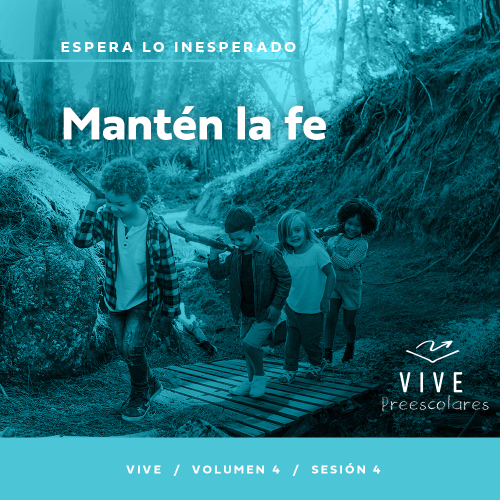 ESPERA LO INESPERADO
Mantén la fe
VIVE
Preescolares
VIVE / VOLUMEN 4 / SESIÓN 4